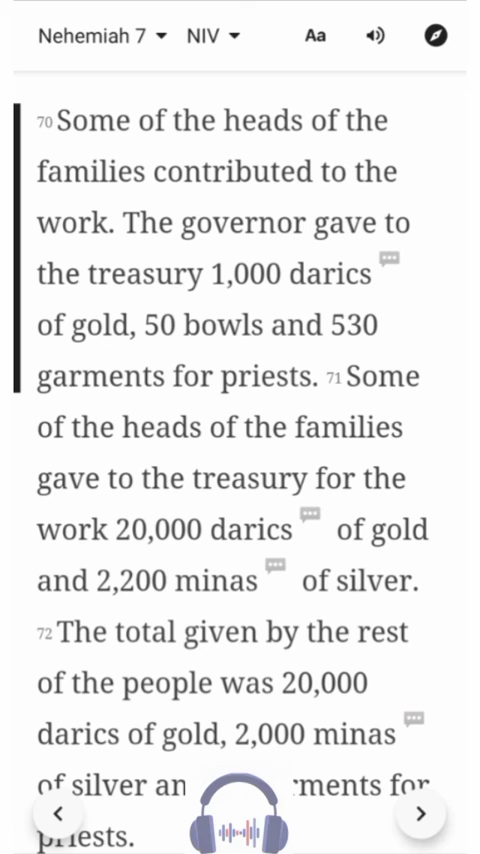 Nehemiah 7 NIV Aa
70 Some of the heads of the
families contributed to the
work. The governor gave to
the treasury 1,000 darics
of gold, 50 bowls and 530
garments for priests. 71 Some
of the heads of the families
gave to the treasury for the
work 20,000 darics of gold
and 2,200 minas of silver.
72 The total given by the rest
of the people was 20,000
darics of gold, 2,000 minas
of silver an rments for
priests.